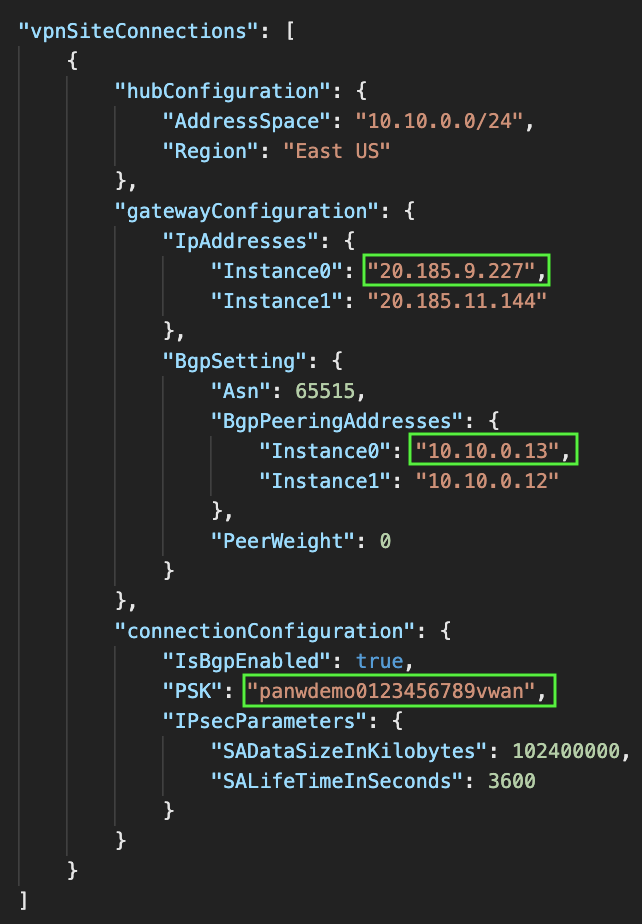 "vpnSiteConnections": [
{
"hubConfiguration": {
"AddressSpace": "10.10.0.0/24",
"Region": "East US"
},
"gatewayConfiguration": {
"IpAddresses": {
"Instance0": "20.185.9.227",
"Instance1": "20.185.11.144"
},
"BgpSetting": {
"Asn": 65515,
"BgpPeeringAddresses": {
"Instance0": "10.10.0.13",
"Instance1": "10.10.0.12"
},
"PeerWeight": 0
}
},
"connectionConfiguration": {
"IsBgpEnabled": true,
"PSK": "panwdemo0123456789vwan",
"IPsecParameters": {
"SADataSizeInKilobytes": 102400000,
"SALifeTimeInSeconds": 3600
}
}
}
]